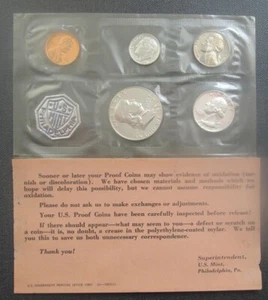 Sooner or later your Proof Coins may show evidence of oxidation (tar-
nish or discoloration). We have chosen materials and methods which we
hope will delay this possibility, but we cannot assume responsibility for
oxidation.
Please do not ask us to make exchanges or adjustments.
Your U.S. Proof Coins have been carefully inspected before release:
If there should appear—what may seem to you—a defect or scratch on
a coin—it is, no doubt, a crease in the polyethylene-coated saylor. We tell
you this to save us both unnecessary correspondence.
Thank you!
Superintendent,
U.S. Mint,
Philadelphia, Pa.